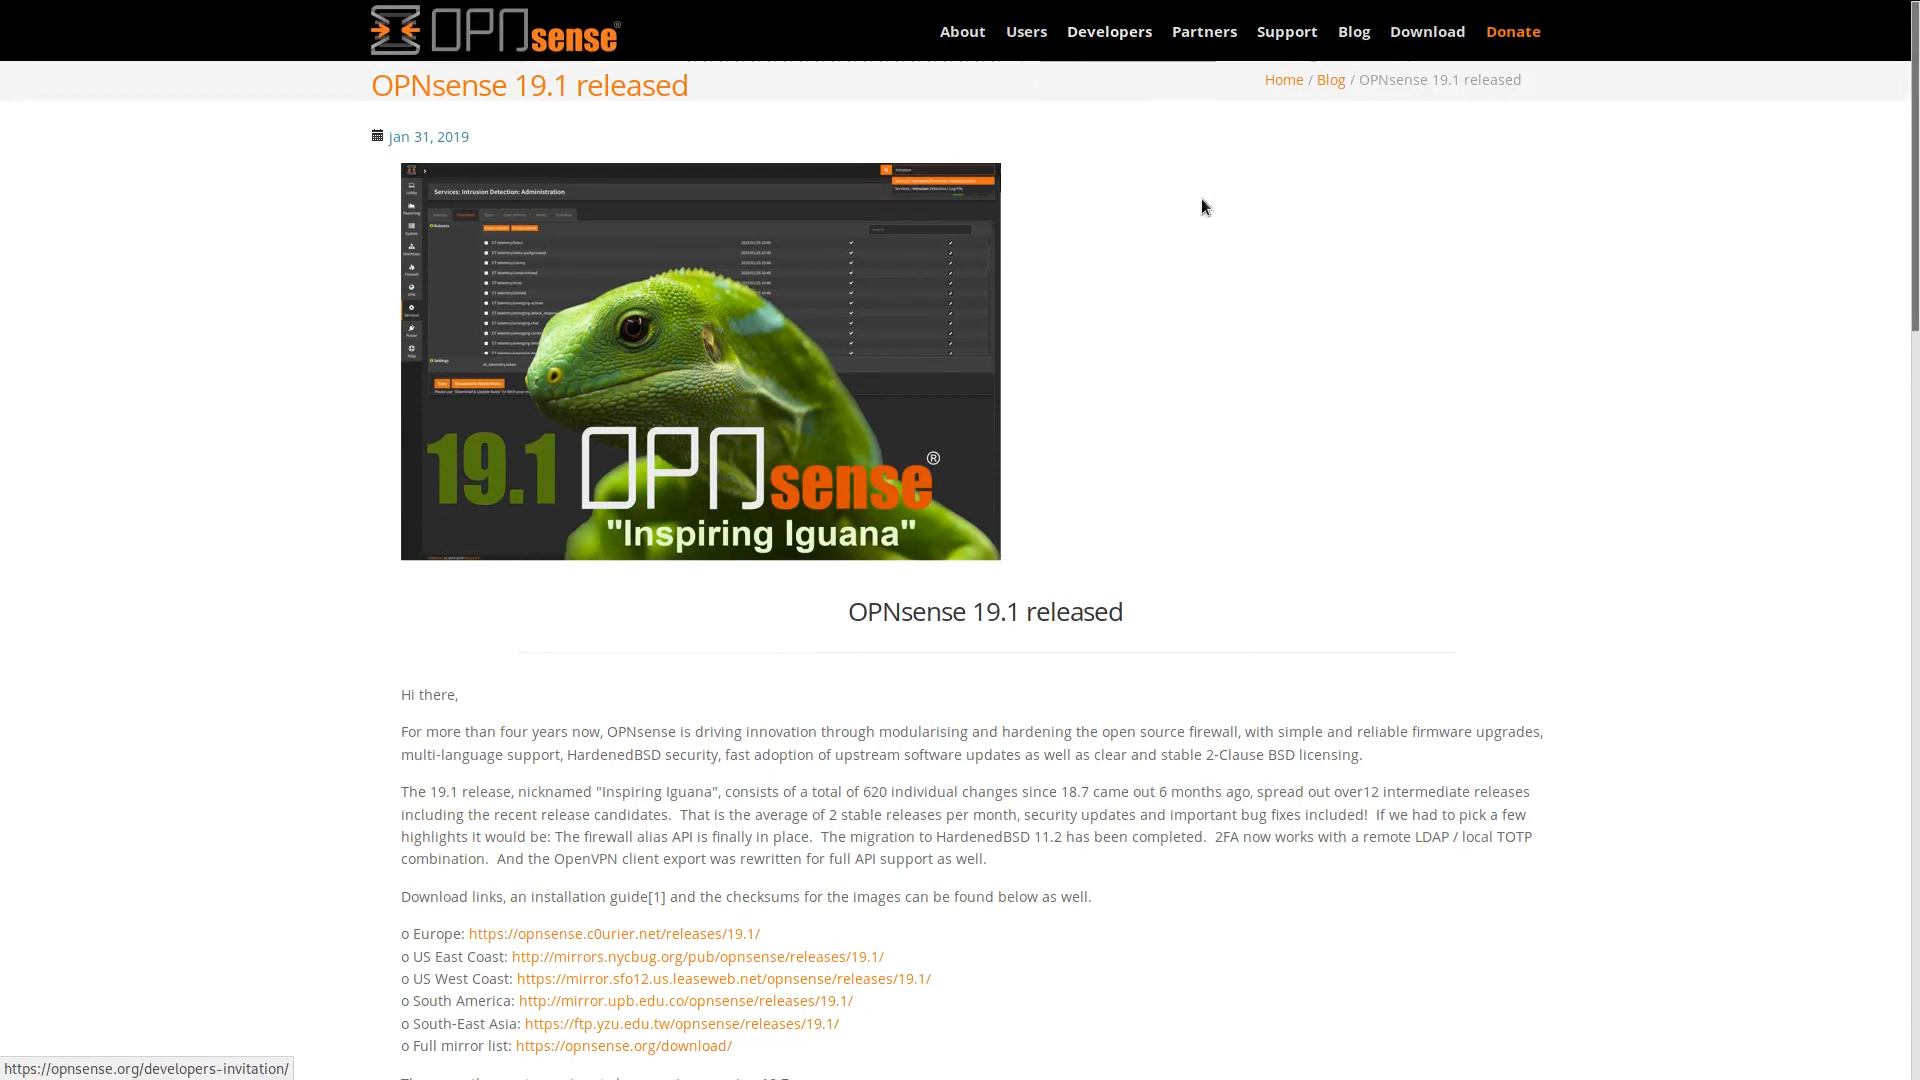 OPNsense®
About Users Developers Partners Support Blog Download Donate
OPNsense 19.1 released
Home / Blog / OPNsense 19.1 released
jan 31, 2019
Services: Intrusion Detection: Administration
19.1 OPNsense®
"Inspiring Iguana"
OPNsense 19.1 released
Hi there,
For more than four years now, OPNsense is driving innovation through modularising and hardening the open source firewall, with simple and reliable firmware upgrades,
multi-language support, HardenedBSD security, fast adoption of upstream software updates as well as clear and stable 2-Clause BSD licensing.
The 19.1 release, nicknamed "Inspiring Iguana", consists of a total of 620 individual changes since 18.7 came out 6 months ago, spread out over12 intermediate releases
including the recent release candidates.  That is the average of 2 stable releases per month, security updates and important bug fixes included!  If we had to pick a few
highlights it would be: The firewall alias API is finally in place.  The migration to HardenedBSD 11.2 has been completed.  2FA now works with a remote LDAP / local TOTP
combination.  And the OpenVPN client export was rewritten for full API support as well.
Download links, an installation guide[1] and the checksums for the images can be found below as well.
o Europe: https://opnsense.c0urier.net/releases/19.1/
o US East Coast: http://mirrors.nycbug.org/pub/opnsense/releases/19.1/
o US West Coast: https://mirror.sfo12.us.leaseweb.net/opnsense/releases/19.1/
o South America: http://mirror.upb.edu.co/opnsense/releases/19.1/
o South-East Asia: https://ftp.yzu.edu.tw/opnsense/releases/19.1/
o Full mirror list: https://opnsense.org/download/
https://opnsense.org/developers-invitation/